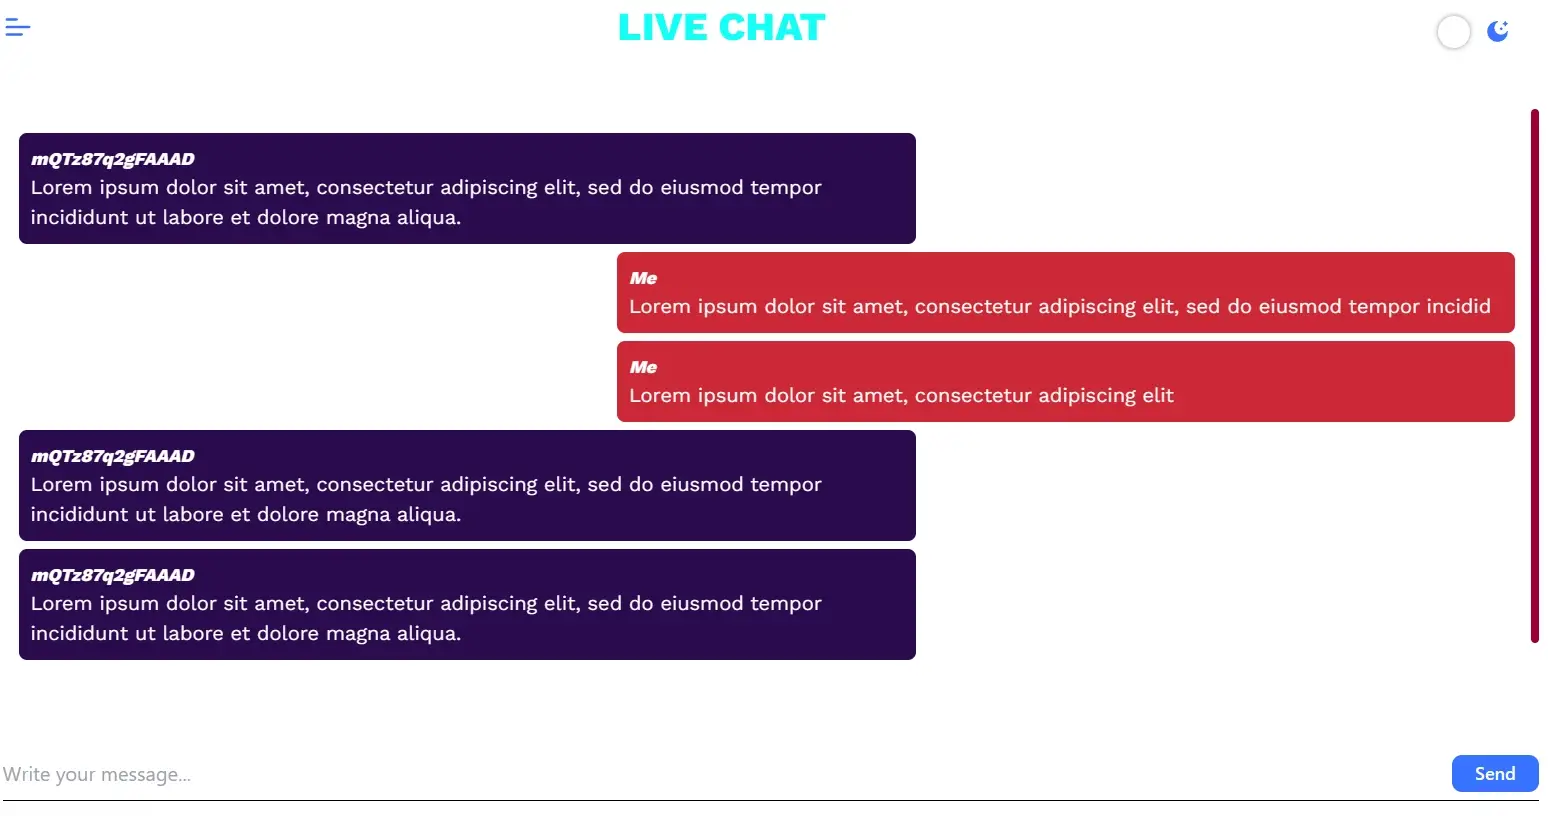 LIVE CHAT
mQTz87q2gFAAAD
Lorem ipsum dolor sit amet, consectetur adipiscing elit, sed do eiusmod tempor
incididunt ut labore et dolore magna aliqua.
Me
Lorem ipsum dolor sit amet, consectetur adipiscing elit, sed do eiusmod tempor incidid
Me
Lorem ipsum dolor sit amet, consectetur adipiscing elit
mQTz87q2gFAAAD
Lorem ipsum dolor sit amet, consectetur adipiscing elit, sed do eiusmod tempor
incididunt ut labore et dolore magna aliqua.
mQTz87q2gFAAAD
Lorem ipsum dolor sit amet, consectetur adipiscing elit, sed do eiusmod tempor
incididunt ut labore et dolore magna aliqua.
Write your message...
Send